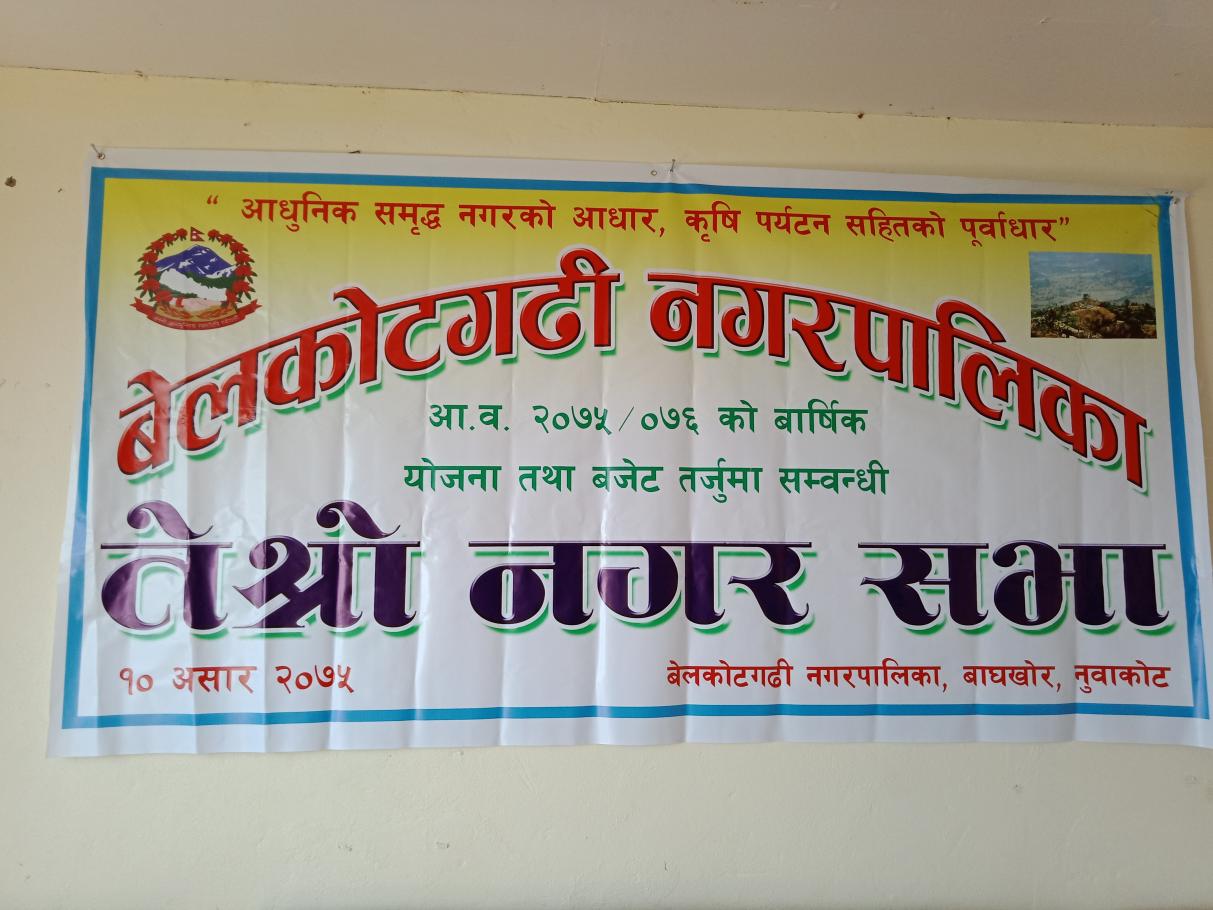 “ आधुनिक समृद्ध नगरको आधार, कृषि पर्यटन सहितको पूर्वाधार”
बेलकोटगढी नगरपालिका
आ.व. २०७५/०७६ को बार्षिक
योजना तथा बजेट तर्जुमा सम्वन्धी
तेश्रो नगर सभा
१० असार २०७५
बेलकोटगढी नगरपालिका, बाघखोर, नुवाकोट